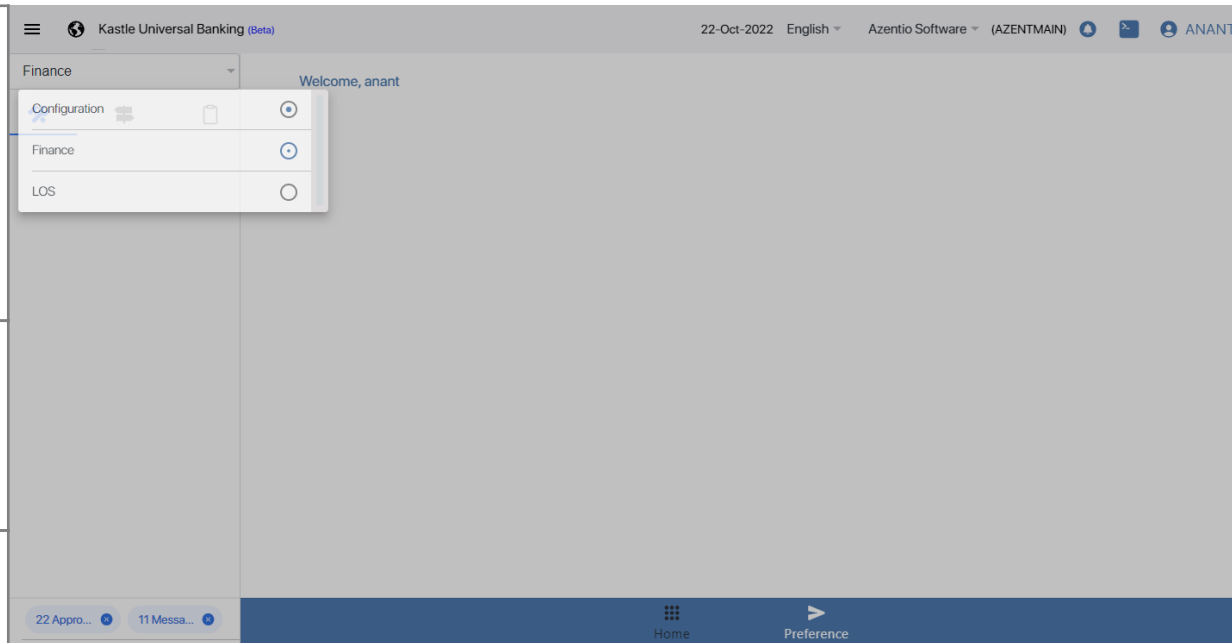 Kastle Universal Banking (Beta) 22-Oct-2022 English Azentio Software (AZENTMAIN) ANANT
Finance
Welcome, anant
Configuration
Finance
LOS
22 Appro... 11 Messa...
Home Preference